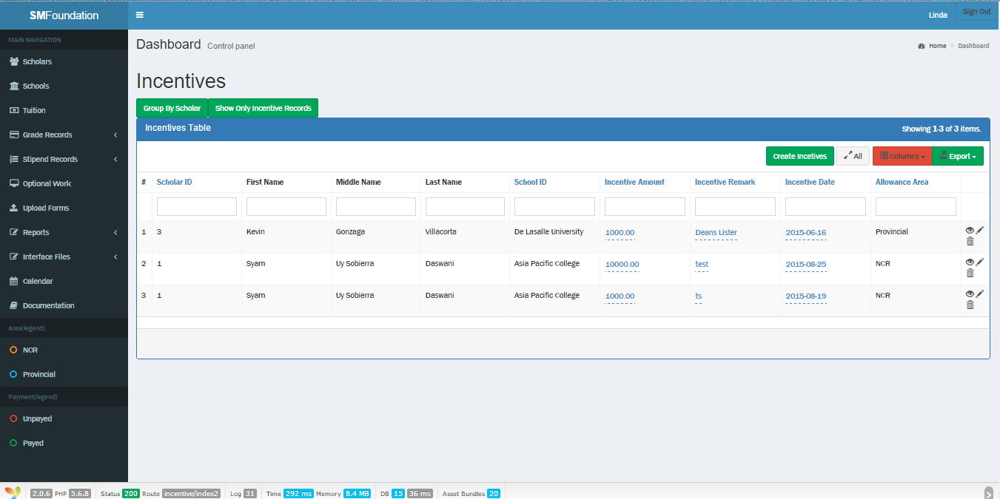 SMFoundation
Linda
Sign Out
MAIN NAVIGATION
Scholars
Schools
Tuition
Grade Records
Stipend Records
Optional Work
Upload Forms
Reports
Interface Files
Calendar
Documentation
Area(legend)
NCR
Provincial
Payment(legend)
Unpayed
Payed
Dashboard Control panel
Home > Dashboard
Incentives
Group By Scholar Show Only Incentive Records
Incentives Table Showing 1-3 of 3 items.
Create Incetives All Columns Export
# Scholar ID First Name Middle Name Last Name School ID Incentive Amount Incentive Remark Incentive Date Allowance Area
1 3 Kevin Gonzaga Villacorta De Lasalle University 1000.00 Deans Lister 2015-06-16 Provincial
2 1 Syam Uy Sobierra Daswani Asia Pacific College 10000.00 test 2015-08-25 NCR
3 1 Syam Uy Sobierra Daswani Asia Pacific College 1000.00 ts 2015-08-19 NCR
2.0.6 PHP 5.6.8 Status 200 Route incentive/index2 Log 31 Time 292 ms Memory 8.4 MB DB 15 36 ms Asset Bundles 20